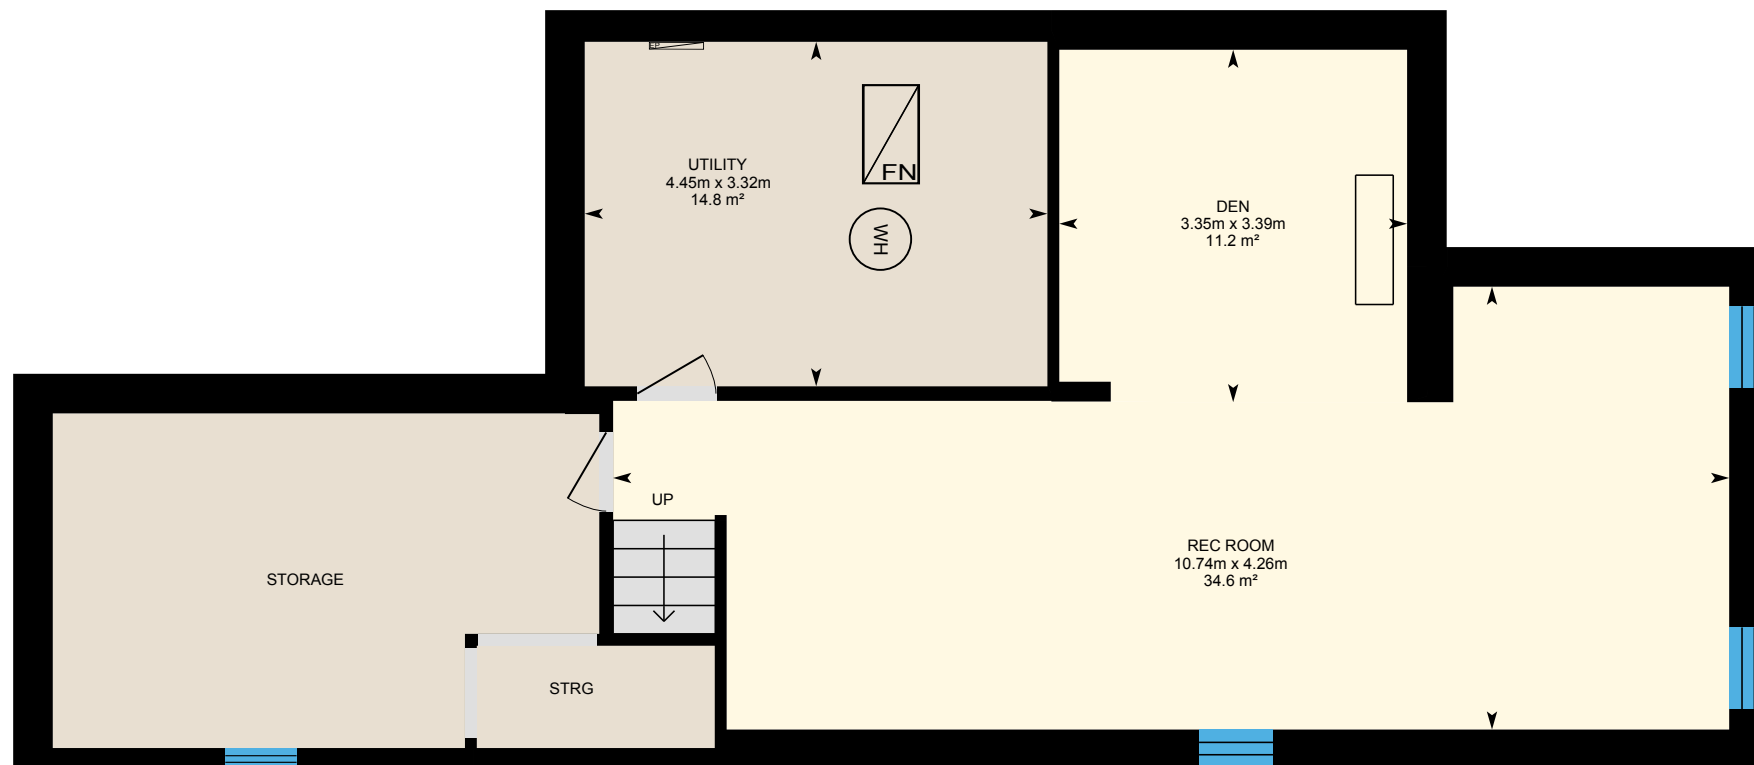 EP
UTILITY
4.45m x 3.32m
14.8 m²
FN
WH
DEN
3.35m x 3.39m
11.2 m²
UP
STORAGE
REC ROOM
10.74m x 4.26m
34.6 m²
STRG